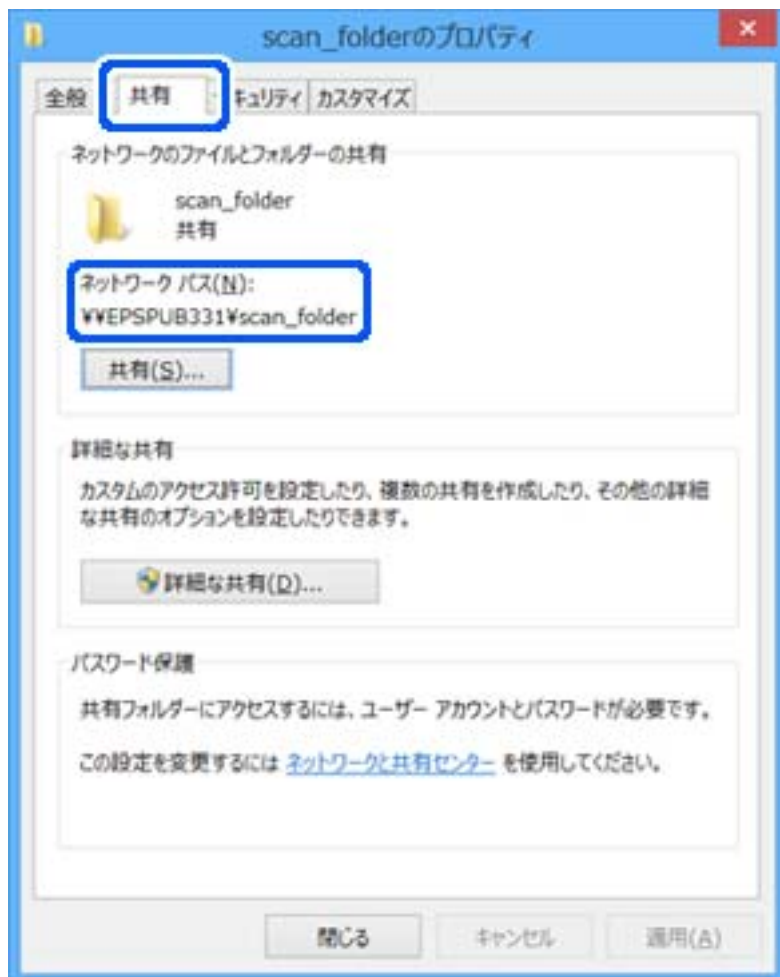 scan_folderのプロパティ
全般 共有 キュリティ カスタマイズ
ネットワークのファイルとフォルダーの共有
scan_folder
共有
ネットワーク パス(N):
¥¥EPSPUB331¥scan_folder
共有(S)...
詳細な共有
カスタムのアクセス許可を設定したり、複数の共有を作成したり、その他の詳細
な共有のオプションを設定したりできます。
詳細な共有(D)...
パスワード保護
共有フォルダーにアクセスするには、ユーザー アカウントとパスワードが必要です。
この設定を変更するには ネットワークと共有センター を使用してください。
閉じる キャンセル 適用(A)